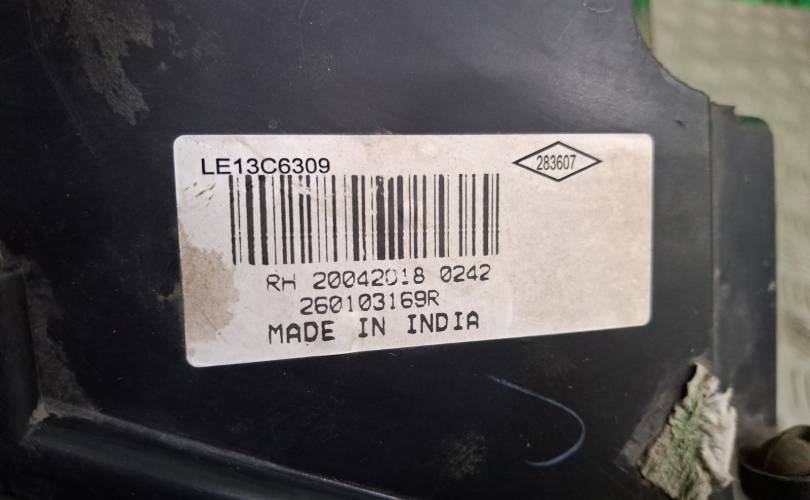 LE13C6309
283607
RH 20042018 0242
260103169R
MADE IN INDIA